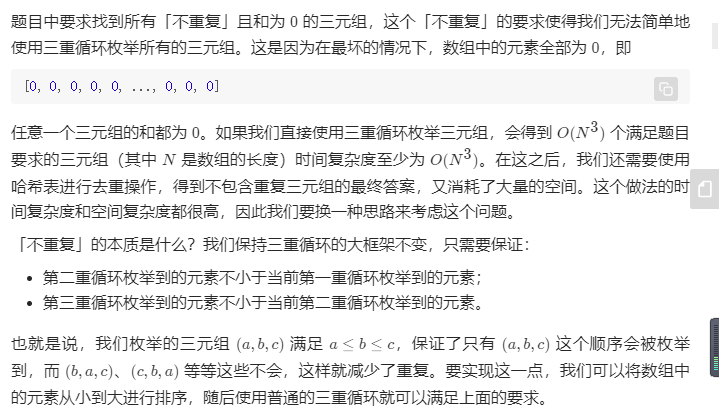 题目中要求找到所有「不重复」且和为 0 的三元组，这个「不重复」的要求使得我们无法简单地
使用三重循环枚举所有的三元组。这是因为在最坏的情况下，数组中的元素全部为 0，即
[0, 0, 0, 0, 0, ..., 0, 0, 0]
任意一个三元组的和都为 0。如果我们直接使用三重循环枚举三元组，会得到 O(N³) 个满足题目
要求的三元组（其中 N 是数组的长度）时间复杂度至少为 O(N³)。在这之后，我们还需要使用
哈希表进行去重操作，得到不包含重复三元组的最终答案，又消耗了大量的空间。这个做法的时
间复杂度和空间复杂度都很高，因此我们要换一种思路来考虑这个问题。
「不重复」的本质是什么？我们保持三重循环的大框架不变，只需要保证：
• 第二重循环枚举到的元素不小于当前第一重循环枚举到的元素；
• 第三重循环枚举到的元素不小于当前第二重循环枚举到的元素。
也就是说，我们枚举的三元组 (a, b, c) 满足 a ≤ b ≤ c，保证了只有 (a, b, c) 这个顺序会被枚举
到，而 (b, a, c)、(c, b, a) 等等这些不会，这样就减少了重复。要实现这一点，我们可以将数组中
的元素从小到大进行排序，随后使用普通的三重循环就可以满足上面的要求。